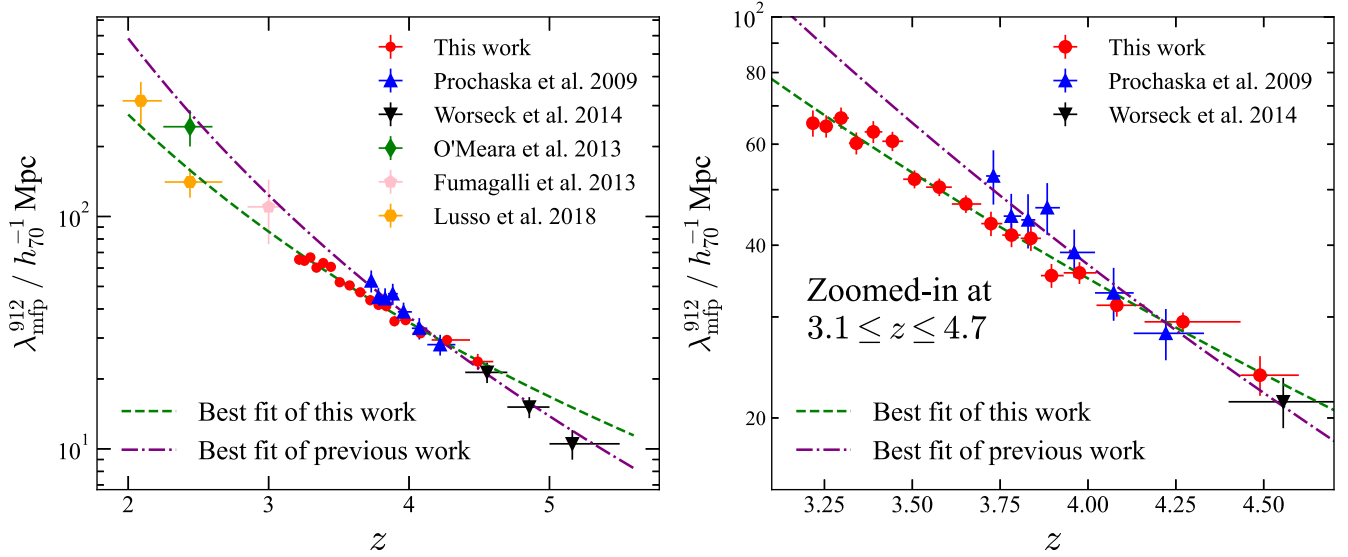 λ_mfp^912 / h_70^−1 Mpc
10^2
10^1
2
3
4
5
z
This work
Prochaska et al. 2009
Worseck et al. 2014
O'Meara et al. 2013
Fumagalli et al. 2013
Lusso et al. 2018
Best fit of this work
Best fit of previous work
λ_mfp^912 / h_70^−1 Mpc
10^2
80
60
40
30
20
3.25
3.50
3.75
4.00
4.25
4.50
z
This work
Prochaska et al. 2009
Worseck et al. 2014
Zoomed-in at
3.1 ≤ z ≤ 4.7
Best fit of this work
Best fit of previous work